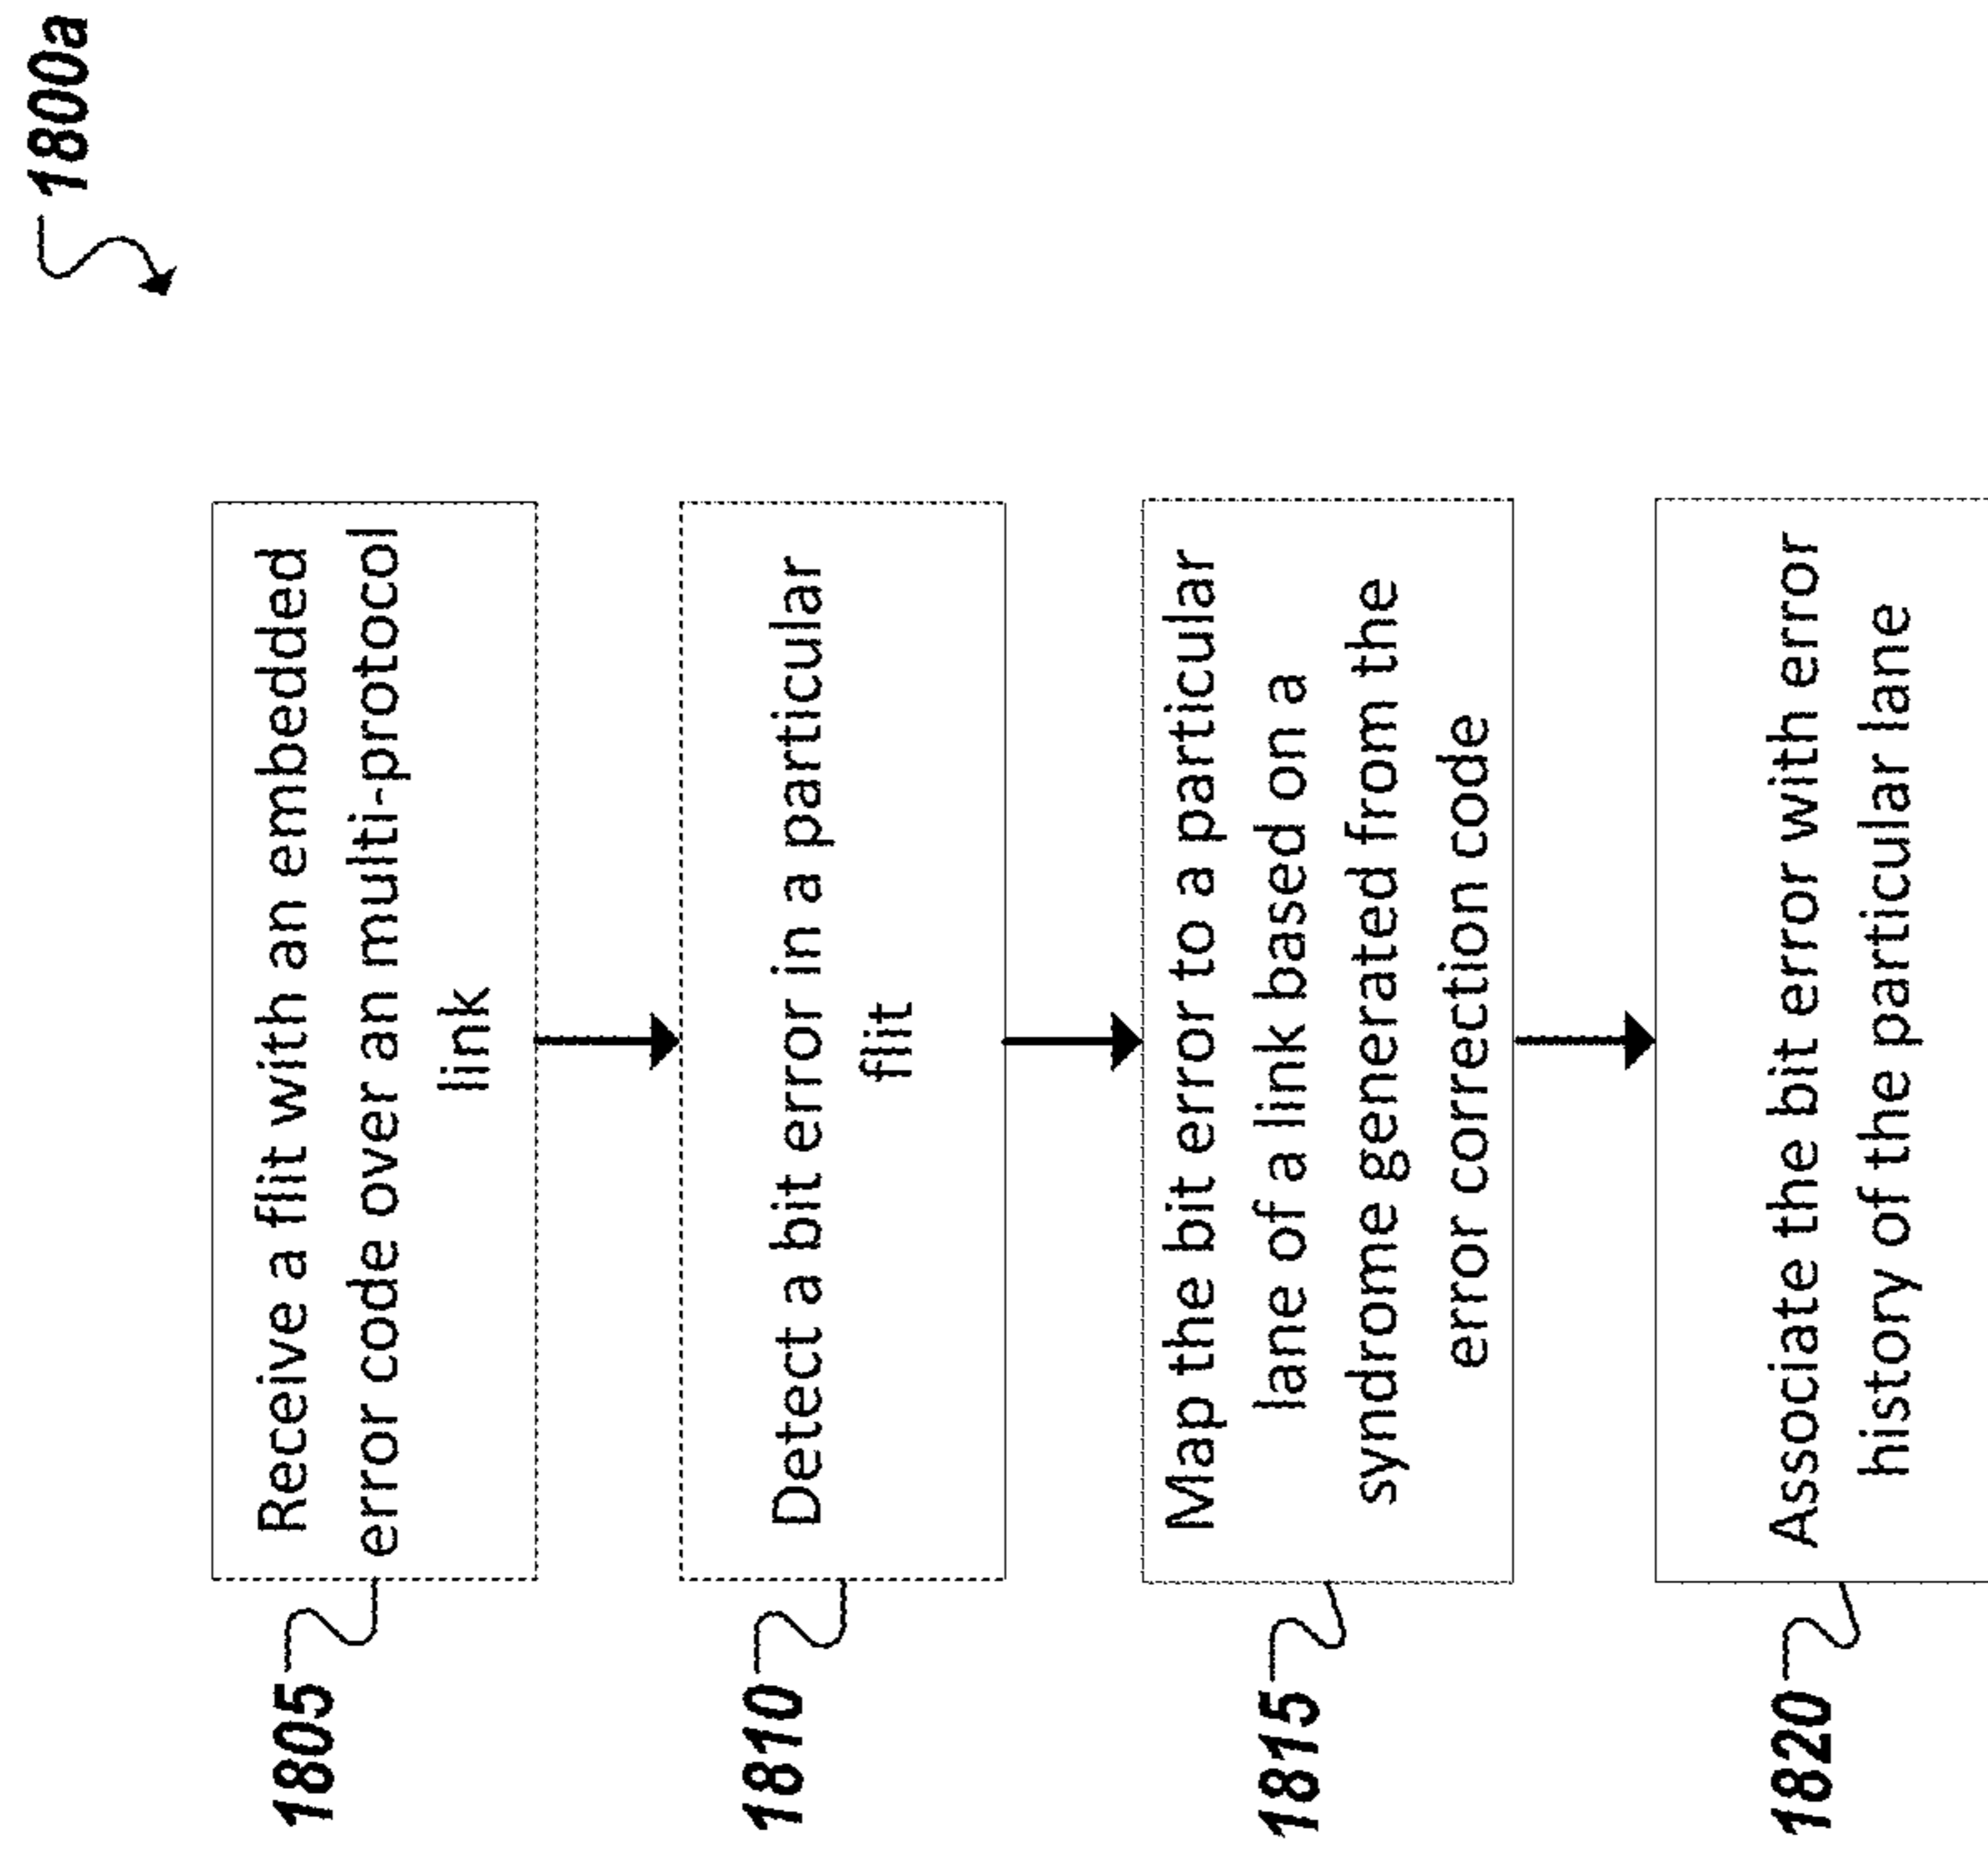 1800a
1805
Receive a flit with an embedded
error code over an multi-protocol
link
1810
Detect a bit error in a particular
flit
1815
Map the bit error to a particular
lane of a link based on a
syndrome generated from the
error correction code
1820
Associate the bit error with error
history of the particular lane